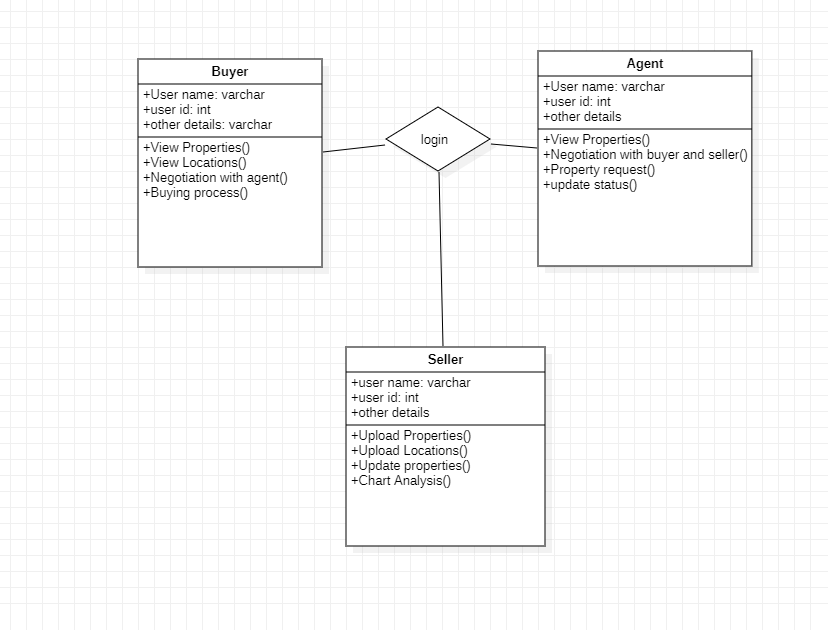 Buyer
+User name: varchar
+user id: int
+other details: varchar
+View Properties()
+View Locations()
+Negotiation with agent()
+Buying process()
login
Agent
+User name: varchar
+user id: int
+other details
+View Properties()
+Negotiation with buyer and seller()
+Property request()
+update status()
Seller
+user name: varchar
+user id: int
+other details
+Upload Properties()
+Upload Locations()
+Update properties()
+Chart Analysis()